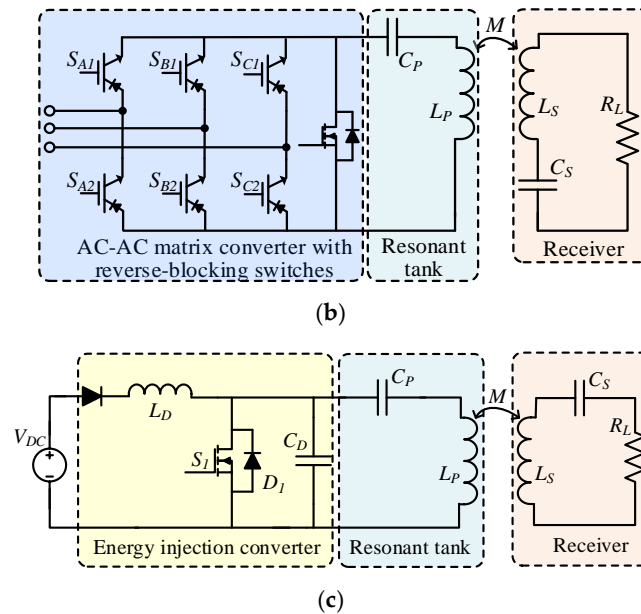 S_A1 S_B1 S_C1 C_P M
L_P L_S R_L
C_S
S_A2 S_B2 S_C2
AC-AC matrix converter with
reverse-blocking switches
Resonant
tank
Receiver
(b)
C_P C_S
M
L_D
V_DC
R_L
S_1 C_D
D_1
L_P L_S
Energy injection converter
Resonant tank
Receiver
(c)